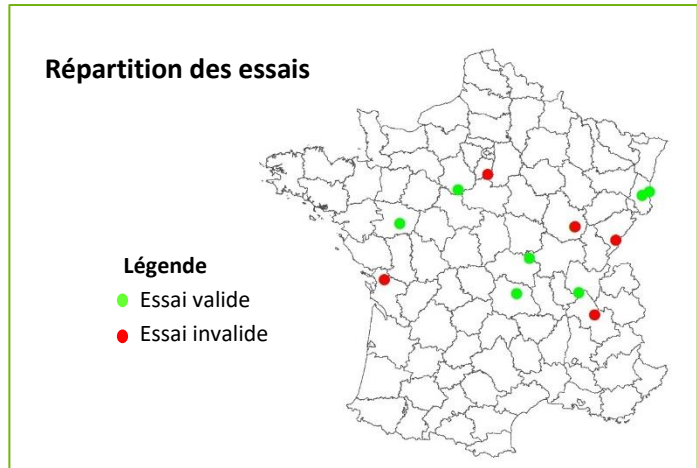 Répartition des essais
Légende
Essai valide
Essai invalide